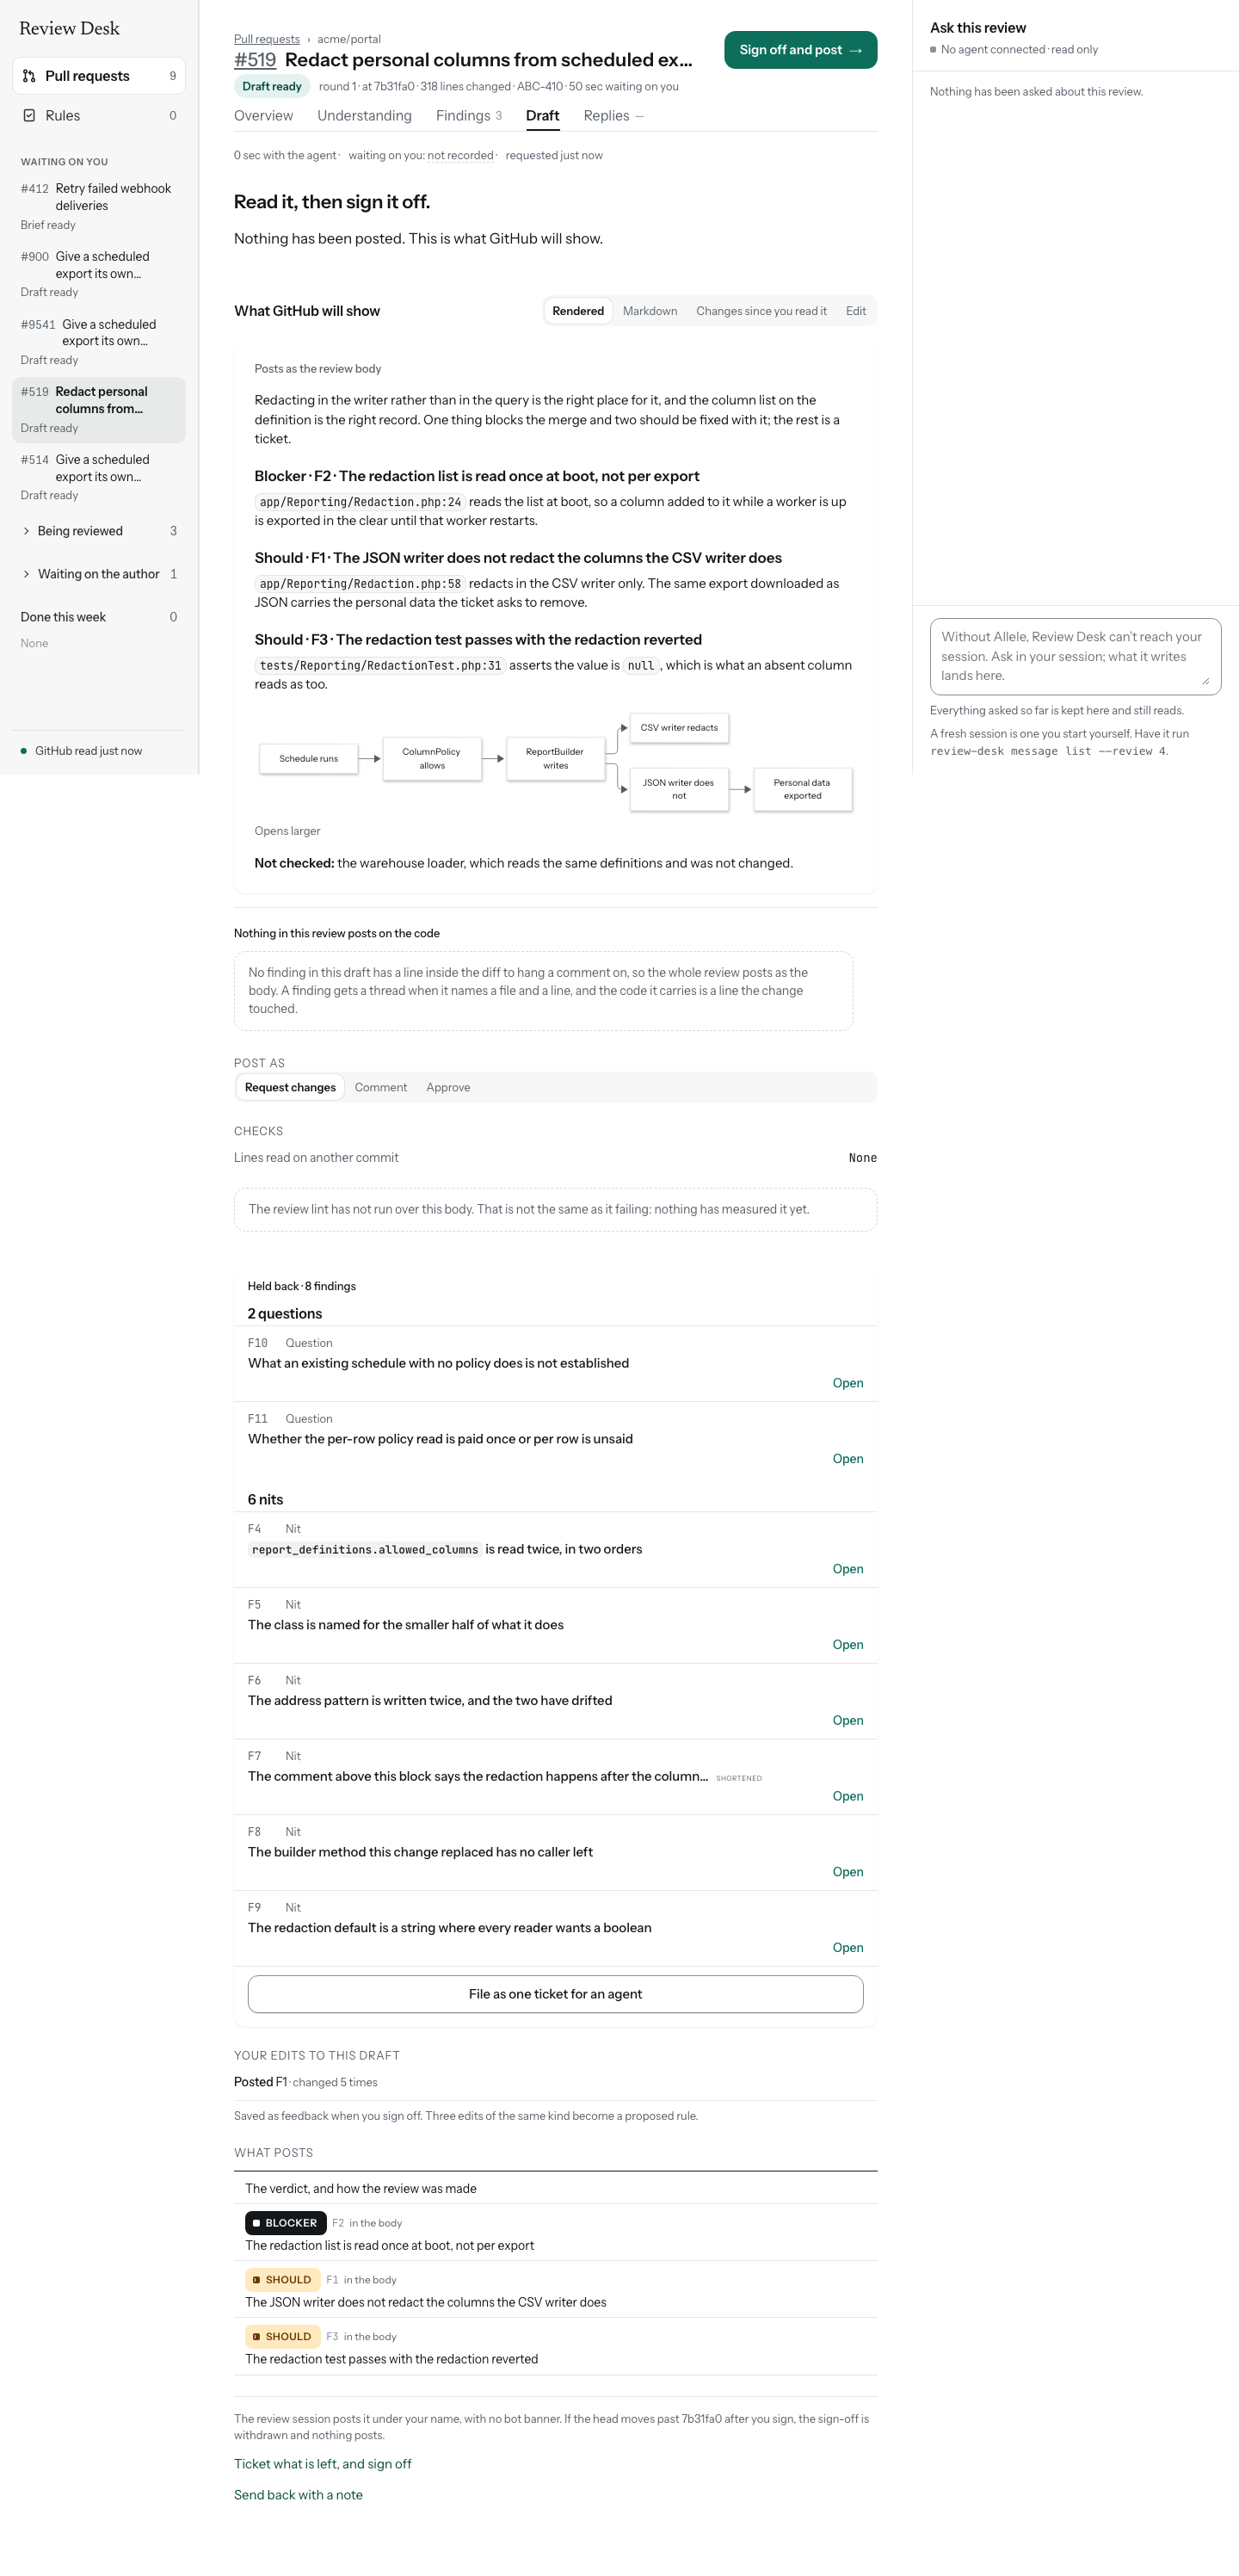 Review Desk
Pull requests 9
Rules 0
WAITING ON YOU
#412 Retry failed webhook
deliveries
Brief ready
#900 Give a scheduled
export its own…
Draft ready
#9541 Give a scheduled
export its own…
Draft ready
#519 Redact personal
columns from…
Draft ready
#514 Give a scheduled
export its own…
Draft ready
Being reviewed 3
Waiting on the author 1
Done this week 0
None
GitHub read just now
Pull requests › acme/portal
#519 Redact personal columns from scheduled ex…
Sign off and post →
Draft ready round 1 · at 7b31fa0 · 318 lines changed · ABC-410 · 50 sec waiting on you
Overview Understanding Findings 3 Draft Replies —
0 sec with the agent · waiting on you: not recorded · requested just now
Read it, then sign it off.
Nothing has been posted. This is what GitHub will show.
What GitHub will show
Rendered Markdown Changes since you read it Edit
Posts as the review body
Redacting in the writer rather than in the query is the right place for it, and the column list on the
definition is the right record. One thing blocks the merge and two should be fixed with it; the rest is a
ticket.
Blocker · F2 · The redaction list is read once at boot, not per export
app/Reporting/Redaction.php:24 reads the list at boot, so a column added to it while a worker is up
is exported in the clear until that worker restarts.
Should · F1 · The JSON writer does not redact the columns the CSV writer does
app/Reporting/Redaction.php:58 redacts in the CSV writer only. The same export downloaded as
JSON carries the personal data the ticket asks to remove.
Should · F3 · The redaction test passes with the redaction reverted
tests/Reporting/RedactionTest.php:31 asserts the value is null, which is what an absent column
reads as too.
Schedule runs
ColumnPolicy
allows
ReportBuilder
writes
CSV writer redacts
JSON writer does
not
Personal data
exported
Opens larger
Not checked: the warehouse loader, which reads the same definitions and was not changed.
Nothing in this review posts on the code
No finding in this draft has a line inside the diff to hang a comment on, so the whole review posts as the
body. A finding gets a thread when it names a file and a line, and the code it carries is a line the change
touched.
POST AS
Request changes Comment Approve
CHECKS
Lines read on another commit None
The review lint has not run over this body. That is not the same as it failing: nothing has measured it yet.
Held back · 8 findings
2 questions
F10 Question
What an existing schedule with no policy does is not established
Open
F11 Question
Whether the per-row policy read is paid once or per row is unsaid
Open
6 nits
F4 Nit
report_definitions.allowed_columns is read twice, in two orders
Open
F5 Nit
The class is named for the smaller half of what it does
Open
F6 Nit
The address pattern is written twice, and the two have drifted
Open
F7 Nit
The comment above this block says the redaction happens after the column… SHORTENED
Open
F8 Nit
The builder method this change replaced has no caller left
Open
F9 Nit
The redaction default is a string where every reader wants a boolean
Open
File as one ticket for an agent
YOUR EDITS TO THIS DRAFT
Posted F1 · changed 5 times
Saved as feedback when you sign off. Three edits of the same kind become a proposed rule.
WHAT POSTS
The verdict, and how the review was made
BLOCKER F2 in the body
The redaction list is read once at boot, not per export
SHOULD F1 in the body
The JSON writer does not redact the columns the CSV writer does
SHOULD F3 in the body
The redaction test passes with the redaction reverted
The review session posts it under your name, with no bot banner. If the head moves past 7b31fa0 after you sign, the sign-off is
withdrawn and nothing posts.
Ticket what is left, and sign off
Send back with a note
Ask this review
No agent connected · read only
Nothing has been asked about this review.
Without Allele, Review Desk can't reach your
session. Ask in your session; what it writes
lands here.
Everything asked so far is kept here and still reads.
A fresh session is one you start yourself. Have it run
review-desk message list --review 4.